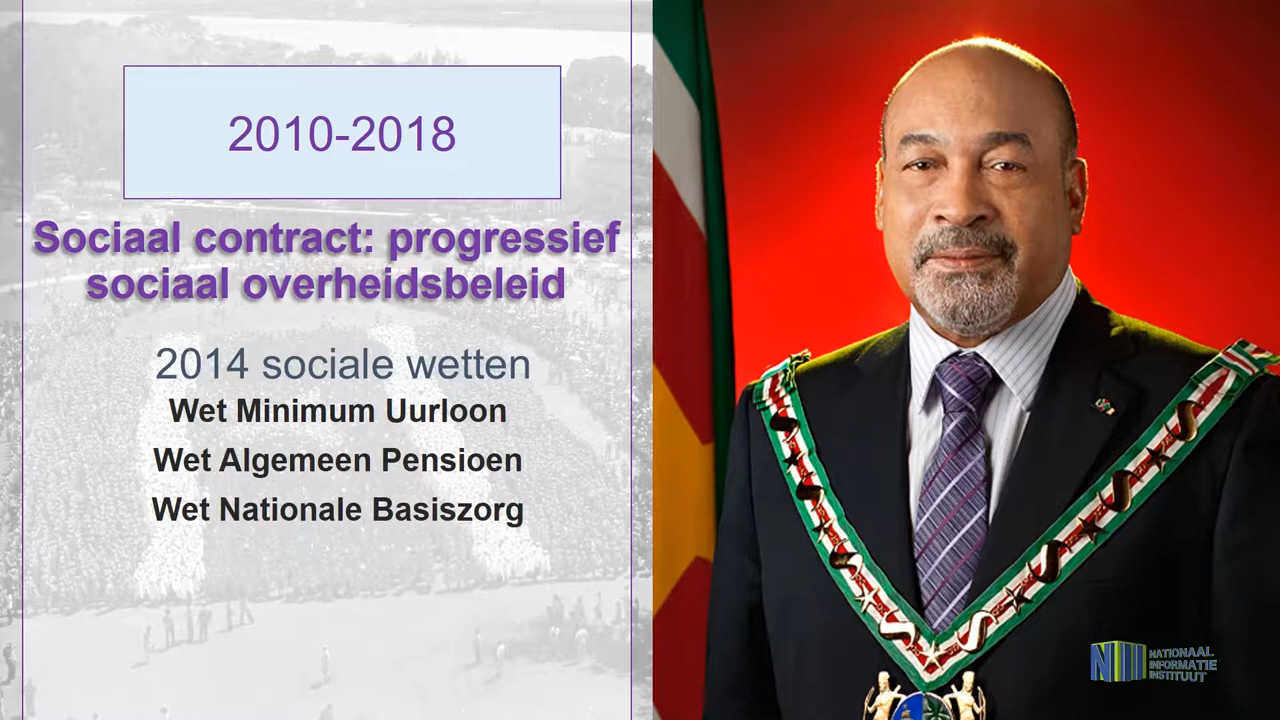 2010-2018
Sociaal contract: progressief
sociaal overheidsbeleid
2014 sociale wetten
Wet Minimum Uurloon
Wet Algemeen Pensioen
Wet Nationale Basiszorg
NII NATIONAAL
INFORMATIE
INSTITUUT